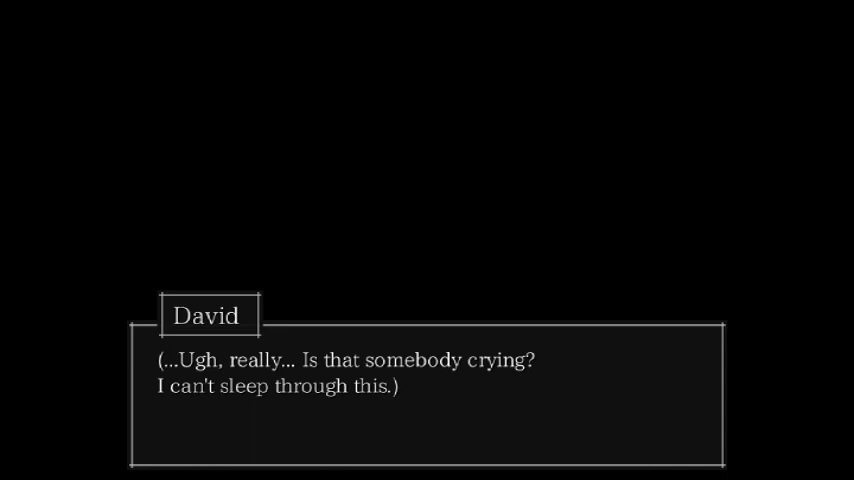 David
(...Ugh, really... Is that somebody crying?
I can't sleep through this.)